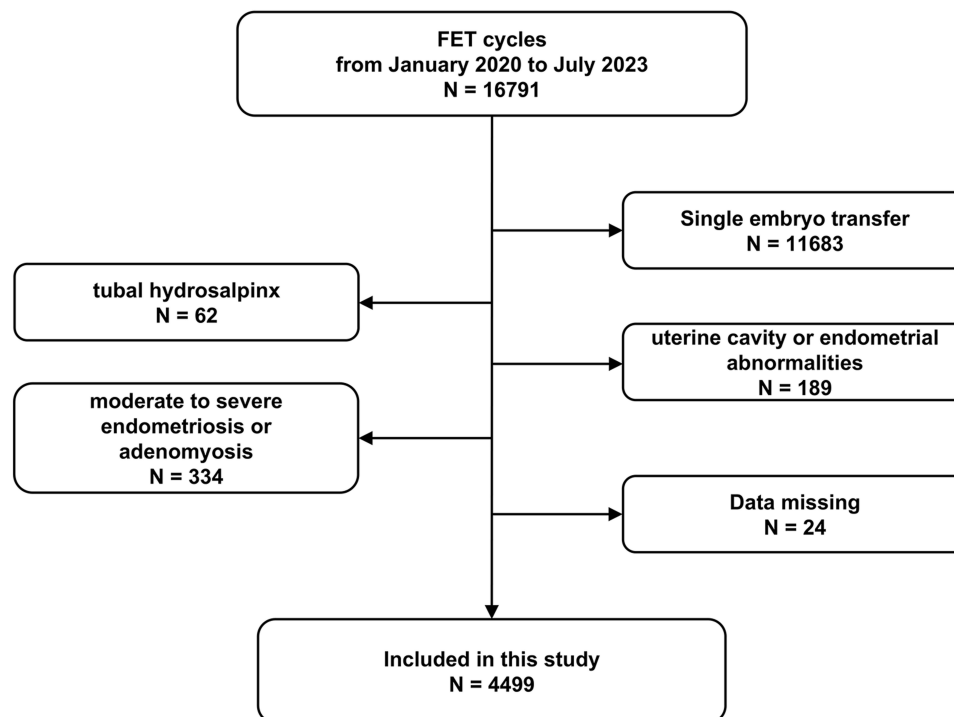 FET cycles
from January 2020 to July 2023
N = 16791
Single embryo transfer
N = 11683
tubal hydrosalpinx
N = 62
uterine cavity or endometrial
abnormalities
N = 189
moderate to severe
endometriosis or
adenomyosis
N = 334
Data missing
N = 24
Included in this study
N = 4499